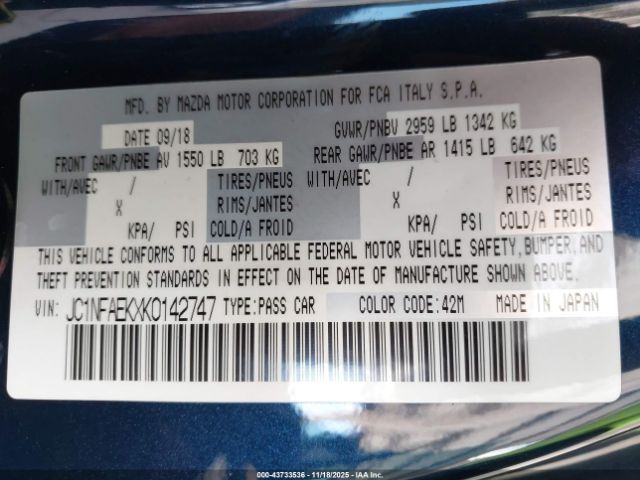 MFD. BY MAZDA MOTOR CORPORATION FOR FCA ITALY S.P.A.
DATE 09/18 GVWR/PNBV 2959 LB 1342 KG
FRONT GAWR/PNBE AV 1550 LB 703 KG REAR GAWR/PNBE AR 1415 LB 642 KG
WITH/AVEC / TIRES/PNEUS WITH/AVEC / TIRES/PNEUS
X RIMS/JANTES X RIMS/JANTES
KPA/ PSI COLD/A FROID KPA/ PSI COLD/A FROID
THIS VEHICLE CONFORMS TO ALL APPLICABLE FEDERAL MOTOR VEHICLE SAFETY, BUMPER, AND
THEFT PREVENTION STANDARDS IN EFFECT ON THE DATE OF MANUFACTURE SHOWN ABOVE.
VIN: JC1NFAEKXK0142747 TYPE:PASS CAR COLOR CODE:42M MADE IN JAPAN
00-43733536 - 11/18/2025 - IAA Inc.